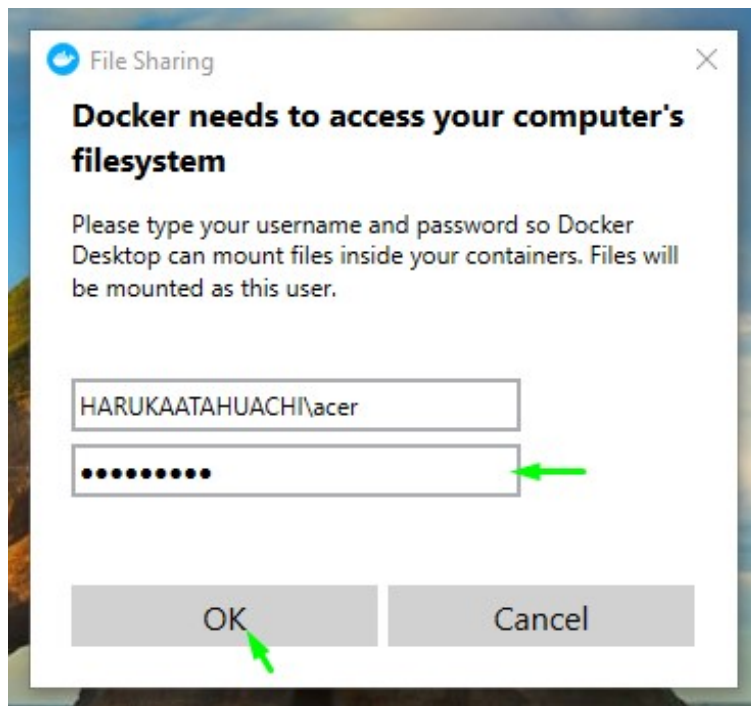 File Sharing
Docker needs to access your computer's
filesystem
Please type your username and password so Docker
Desktop can mount files inside your containers. Files will
be mounted as this user.
HARUKAATAHUACHI\acer
•••••••••
OK
Cancel